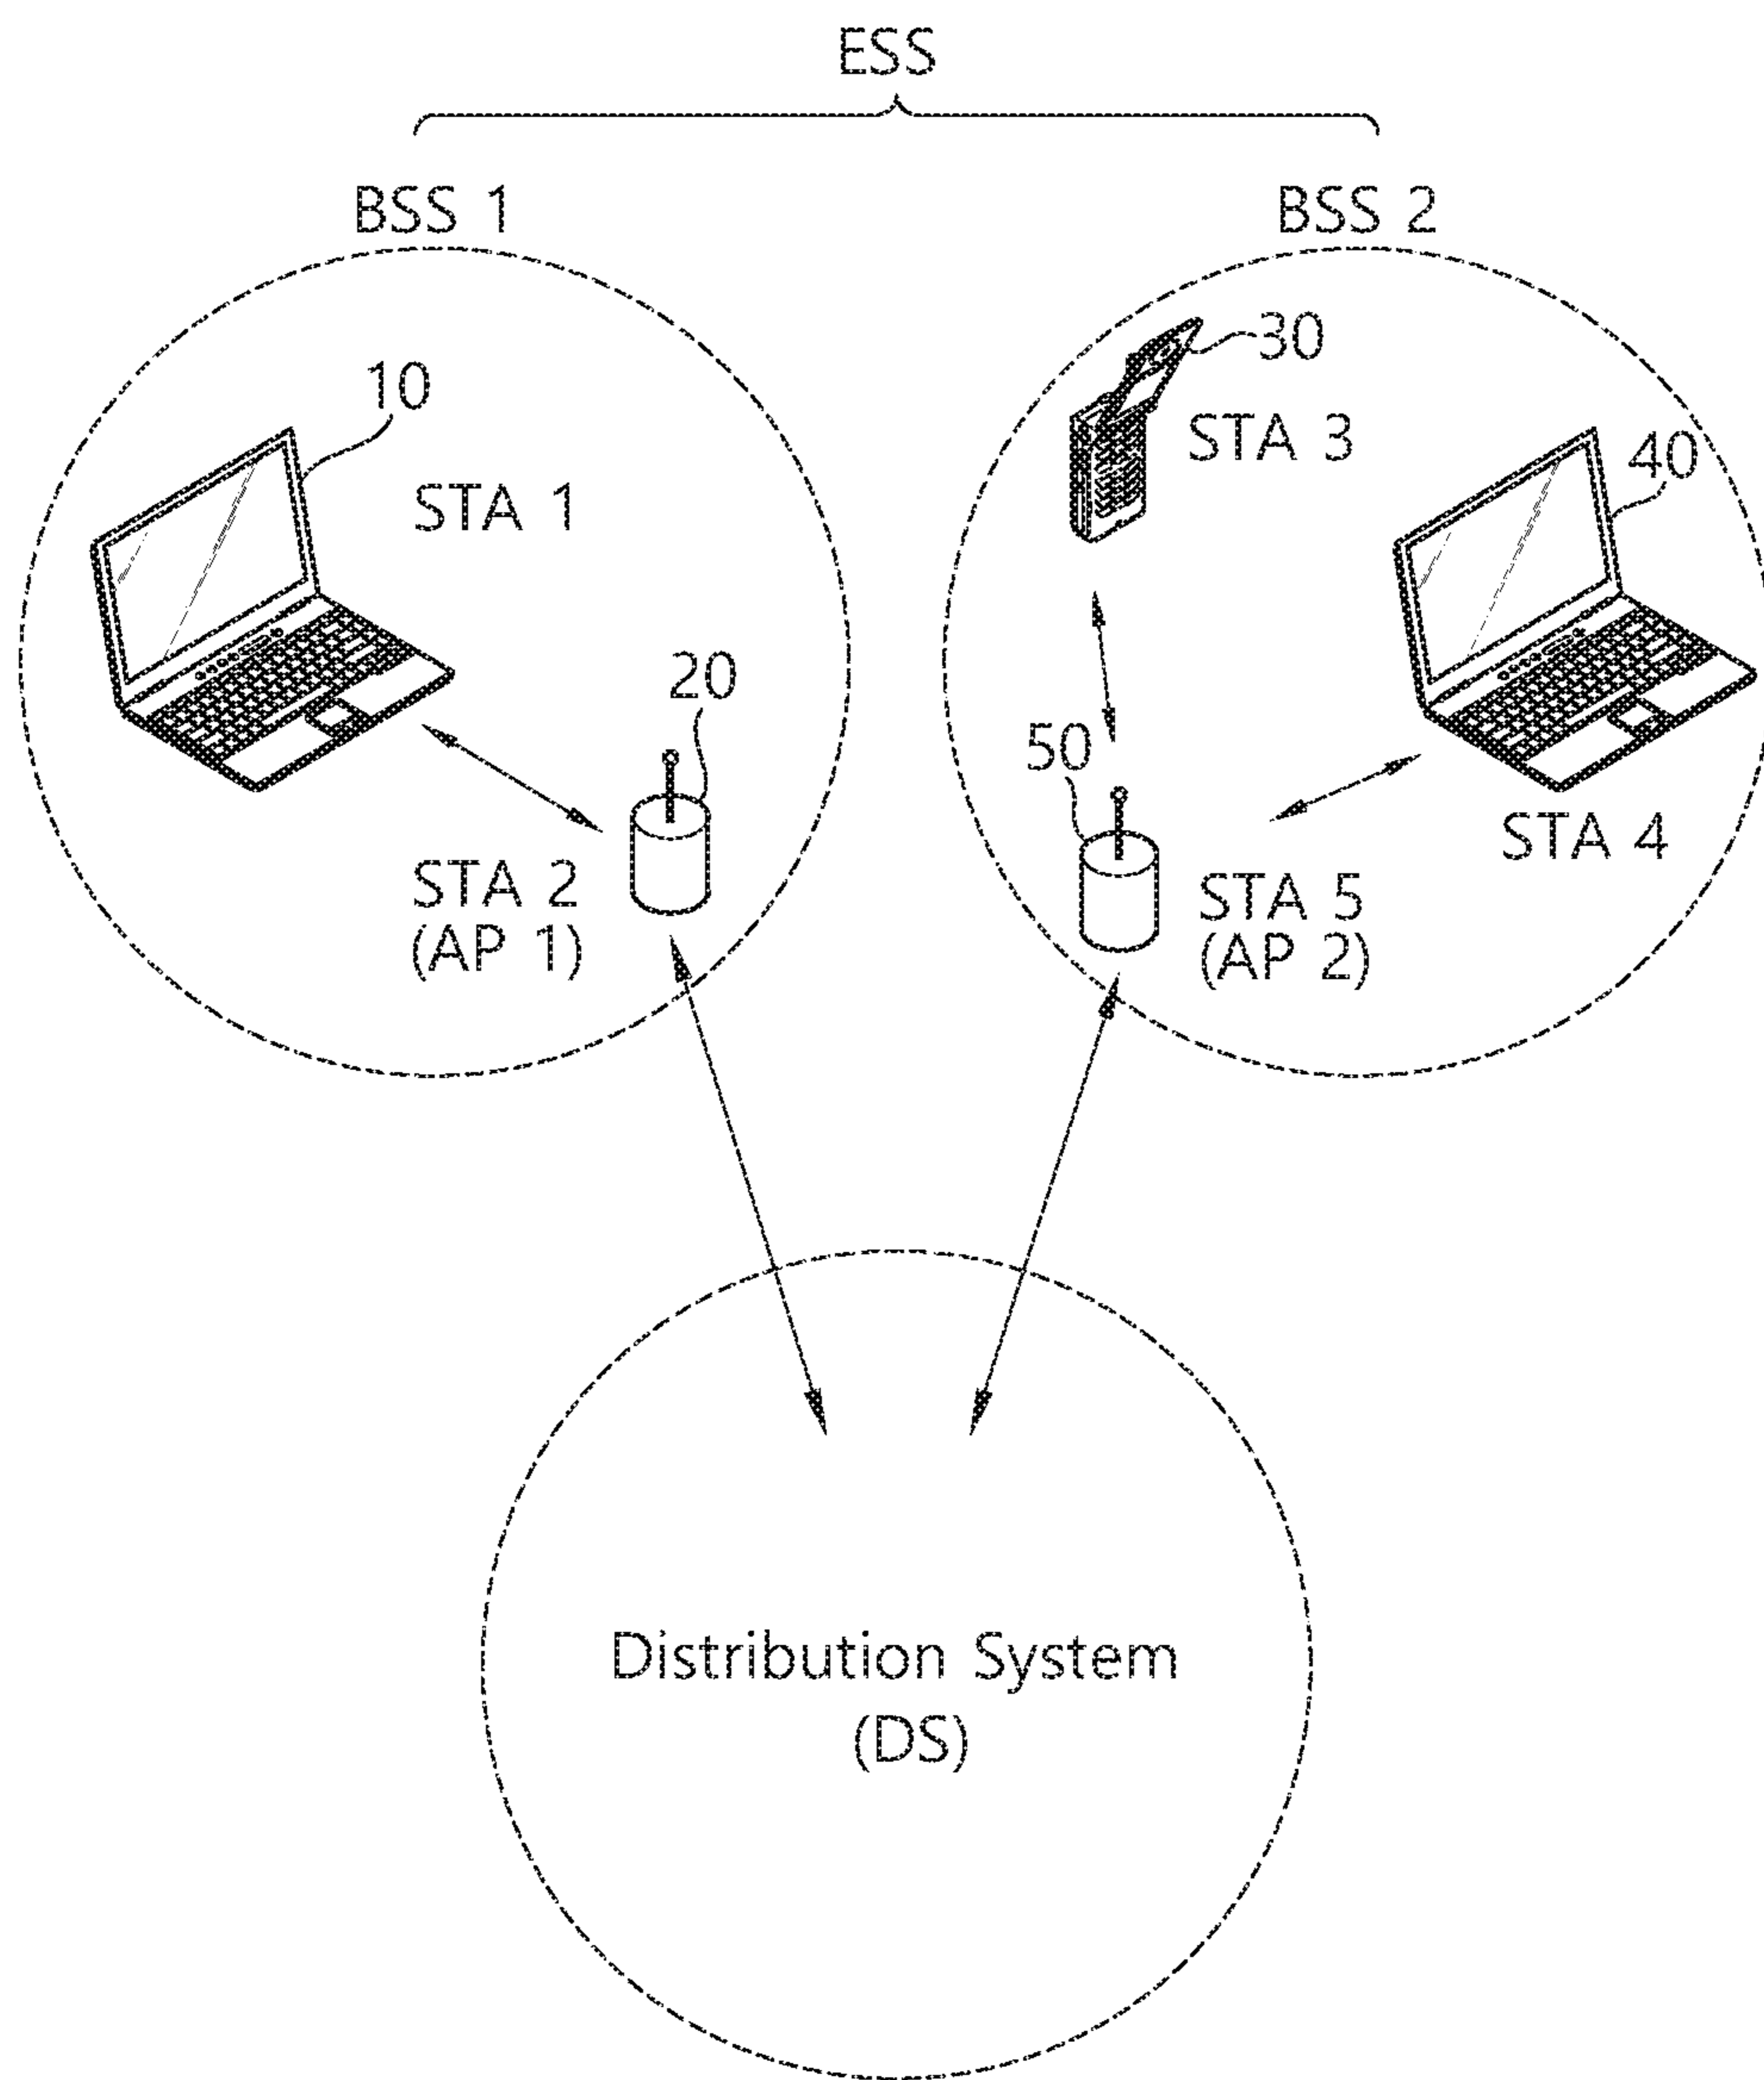 ESS
BSS 1
BSS 2
10
STA 1
30
STA 3
40
20
50
STA 4
STA 2
(AP 1)
STA 5
(AP 2)
Distribution System
(DS)